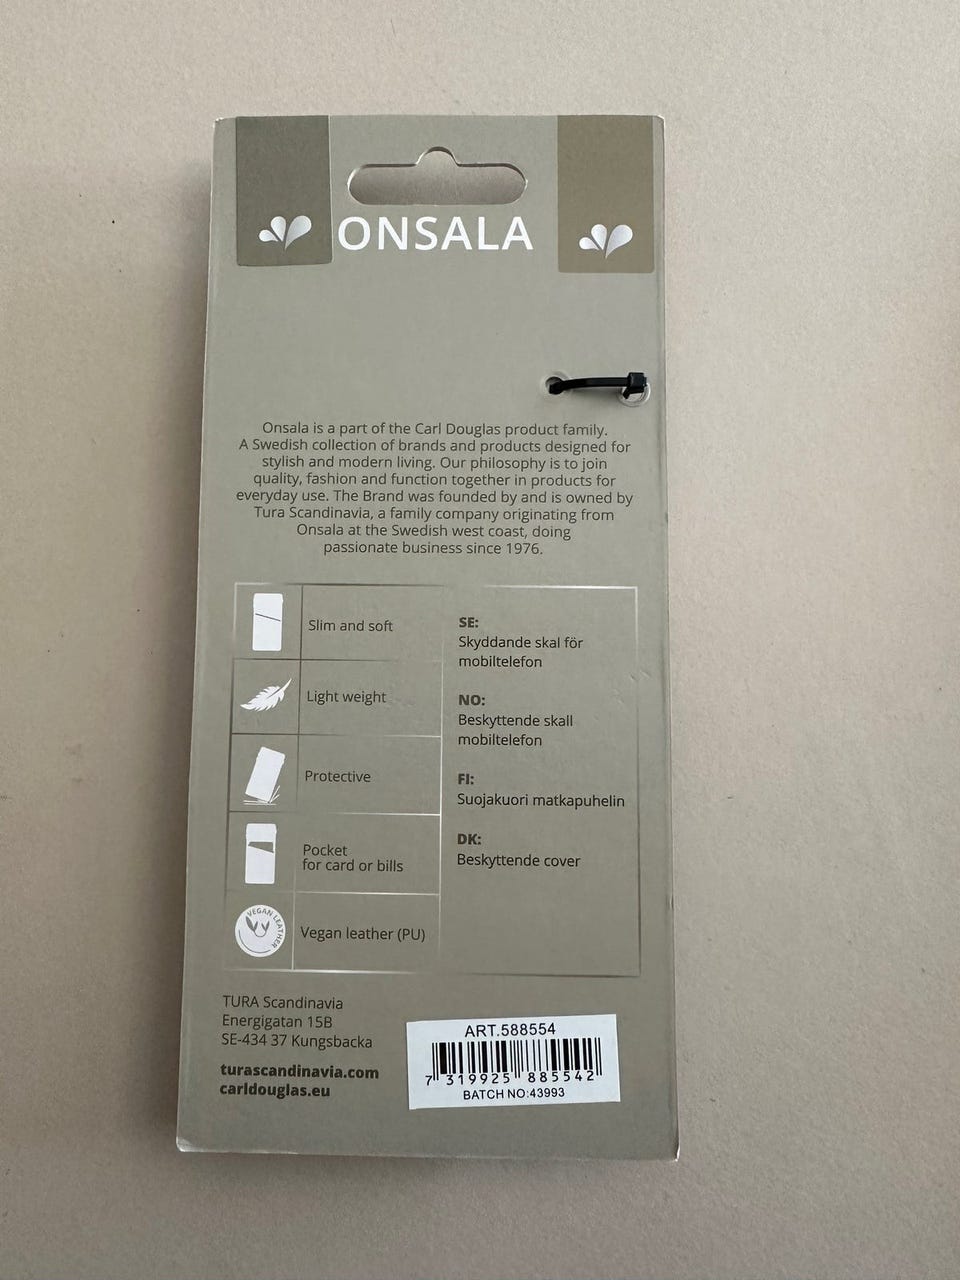 ONSALA
Onsala is a part of the Carl Douglas product family.
A Swedish collection of brands and products designed for
stylish and modern living. Our philosophy is to join
quality, fashion and function together in products for
everyday use. The Brand was founded by and is owned by
Tura Scandinavia, a family company originating from
Onsala at the Swedish west coast, doing
passionate business since 1976.
Slim and soft
Light weight
Protective
Pocket
for card or bills
VEGAN LEATHER
Vegan leather (PU)
SE:
Skyddande skal för
mobiltelefon
NO:
Beskyttende skall
mobiltelefon
FI:
Suojakuori matkapuhelin
DK:
Beskyttende cover
TURA Scandinavia
Energigatan 15B
SE-434 37 Kungsbacka
turascandinavia.com
carldouglas.eu
ART.588554
7 319925 885542
BATCH NO:43993